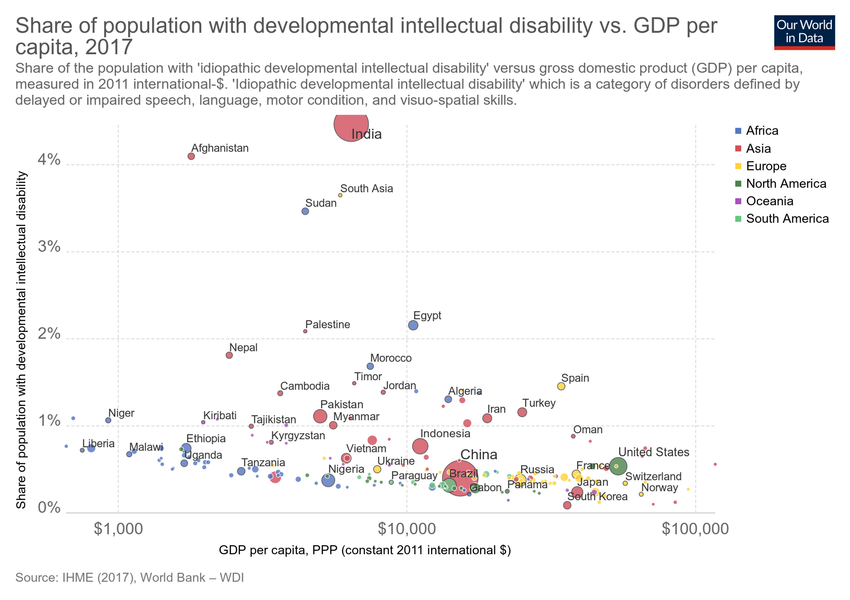 Share of population with developmental intellectual disability vs. GDP per
capita, 2017
Our World
in Data
Share of the population with 'idiopathic developmental intellectual disability' versus gross domestic product (GDP) per capita,
measured in 2011 international-$. 'Idiopathic developmental intellectual disability' which is a category of disorders defined by
delayed or impaired speech, language, motor condition, and visuo-spatial skills.
Africa
Asia
Europe
North America
Oceania
South America
Share of population with developmental intellectual disability
4%
3%
2%
1%
0%
India
Afghanistan
South Asia
Sudan
Egypt
Palestine
Nepal
Morocco
Timor
Spain
Cambodia
Jordan
Algeria
Niger
Kiribati
Pakistan
Turkey
Tajikistan
Myanmar
Iran
Liberia
Malawi
Ethiopia
Kyrgyzstan
Indonesia
Oman
Uganda
Vietnam
China
United States
Tanzania
Nigeria
Ukraine
Paraguay
Brazil
Gabon
Russia
Panama
France
Japan
Switzerland
South Korea
Norway
$1,000
$10,000
$100,000
GDP per capita, PPP (constant 2011 international $)
Source: IHME (2017), World Bank – WDI